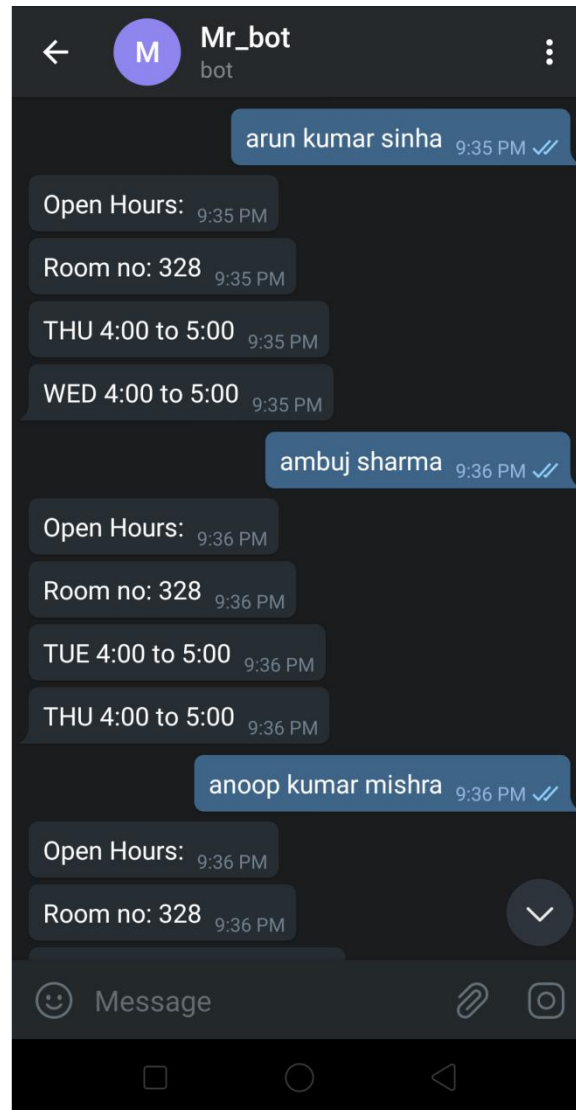 M
Mr_bot
bot
arun kumar sinha 9:35 PM
Open Hours: 9:35 PM
Room no: 328 9:35 PM
THU 4:00 to 5:00 9:35 PM
WED 4:00 to 5:00 9:35 PM
ambuj sharma 9:36 PM
Open Hours: 9:36 PM
Room no: 328 9:36 PM
TUE 4:00 to 5:00 9:36 PM
THU 4:00 to 5:00 9:36 PM
anoop kumar mishra 9:36 PM
Open Hours: 9:36 PM
Room no: 328 9:36 PM
Message